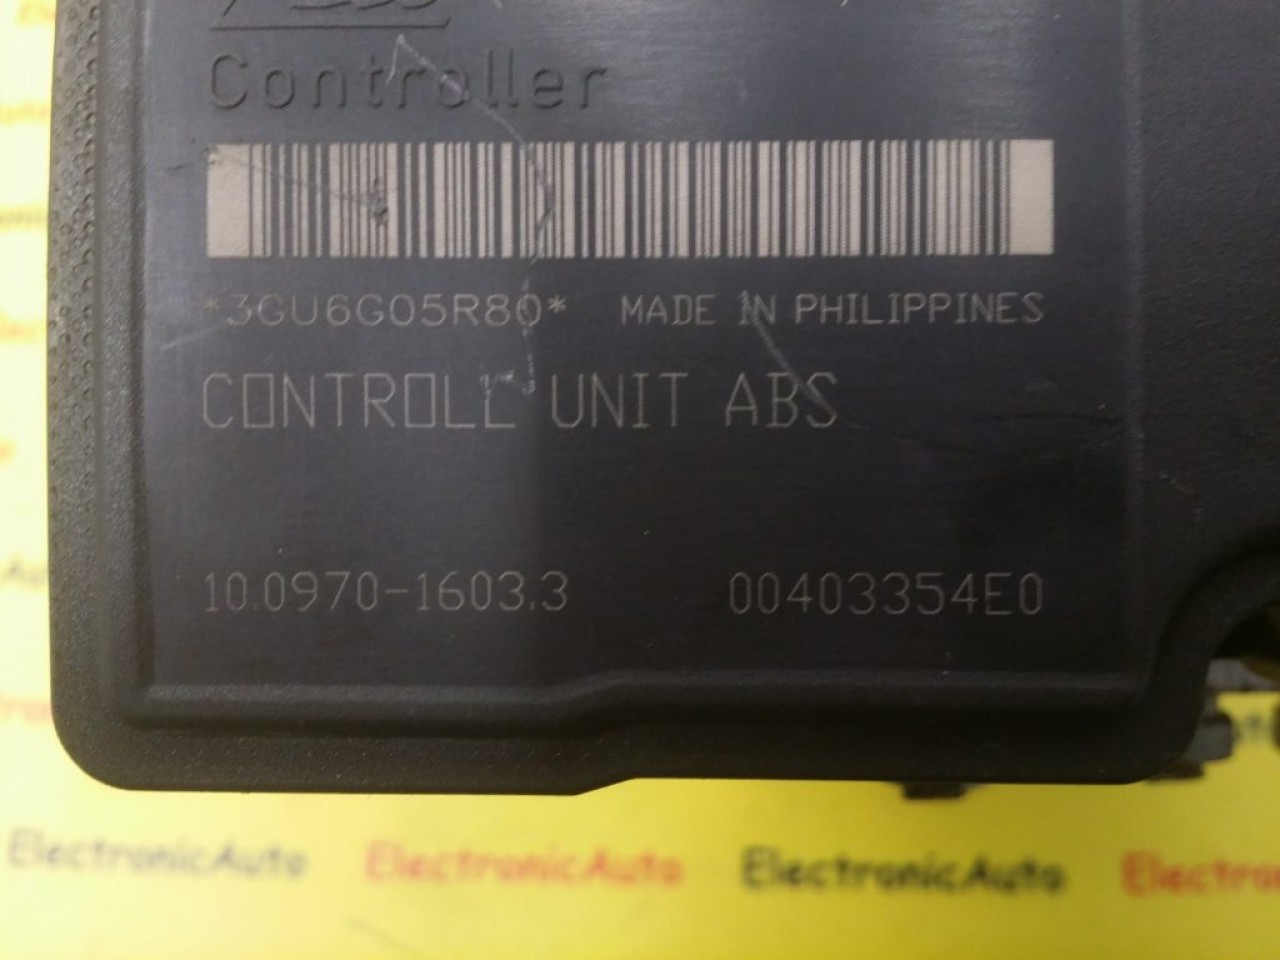 Controller
*3GU6G05R80* MADE IN PHILIPPINES
CONTROLL UNIT ABS
10.0970-1603.3 00403354E0
ElectronicAuto ElectronicAuto ElectronicAuto